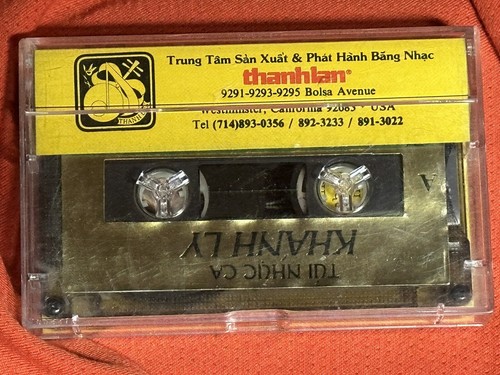 Trung Tâm Sản Xuất & Phát Hành Băng Nhạc
thanhlan®
9291-9293-9295 Bolsa Avenue
Westminster, California 92683 - USA
Tel (714)893-0356 / 892-3233 / 891-3022
A
TÚI NHẠC CA
KHÁNH LY